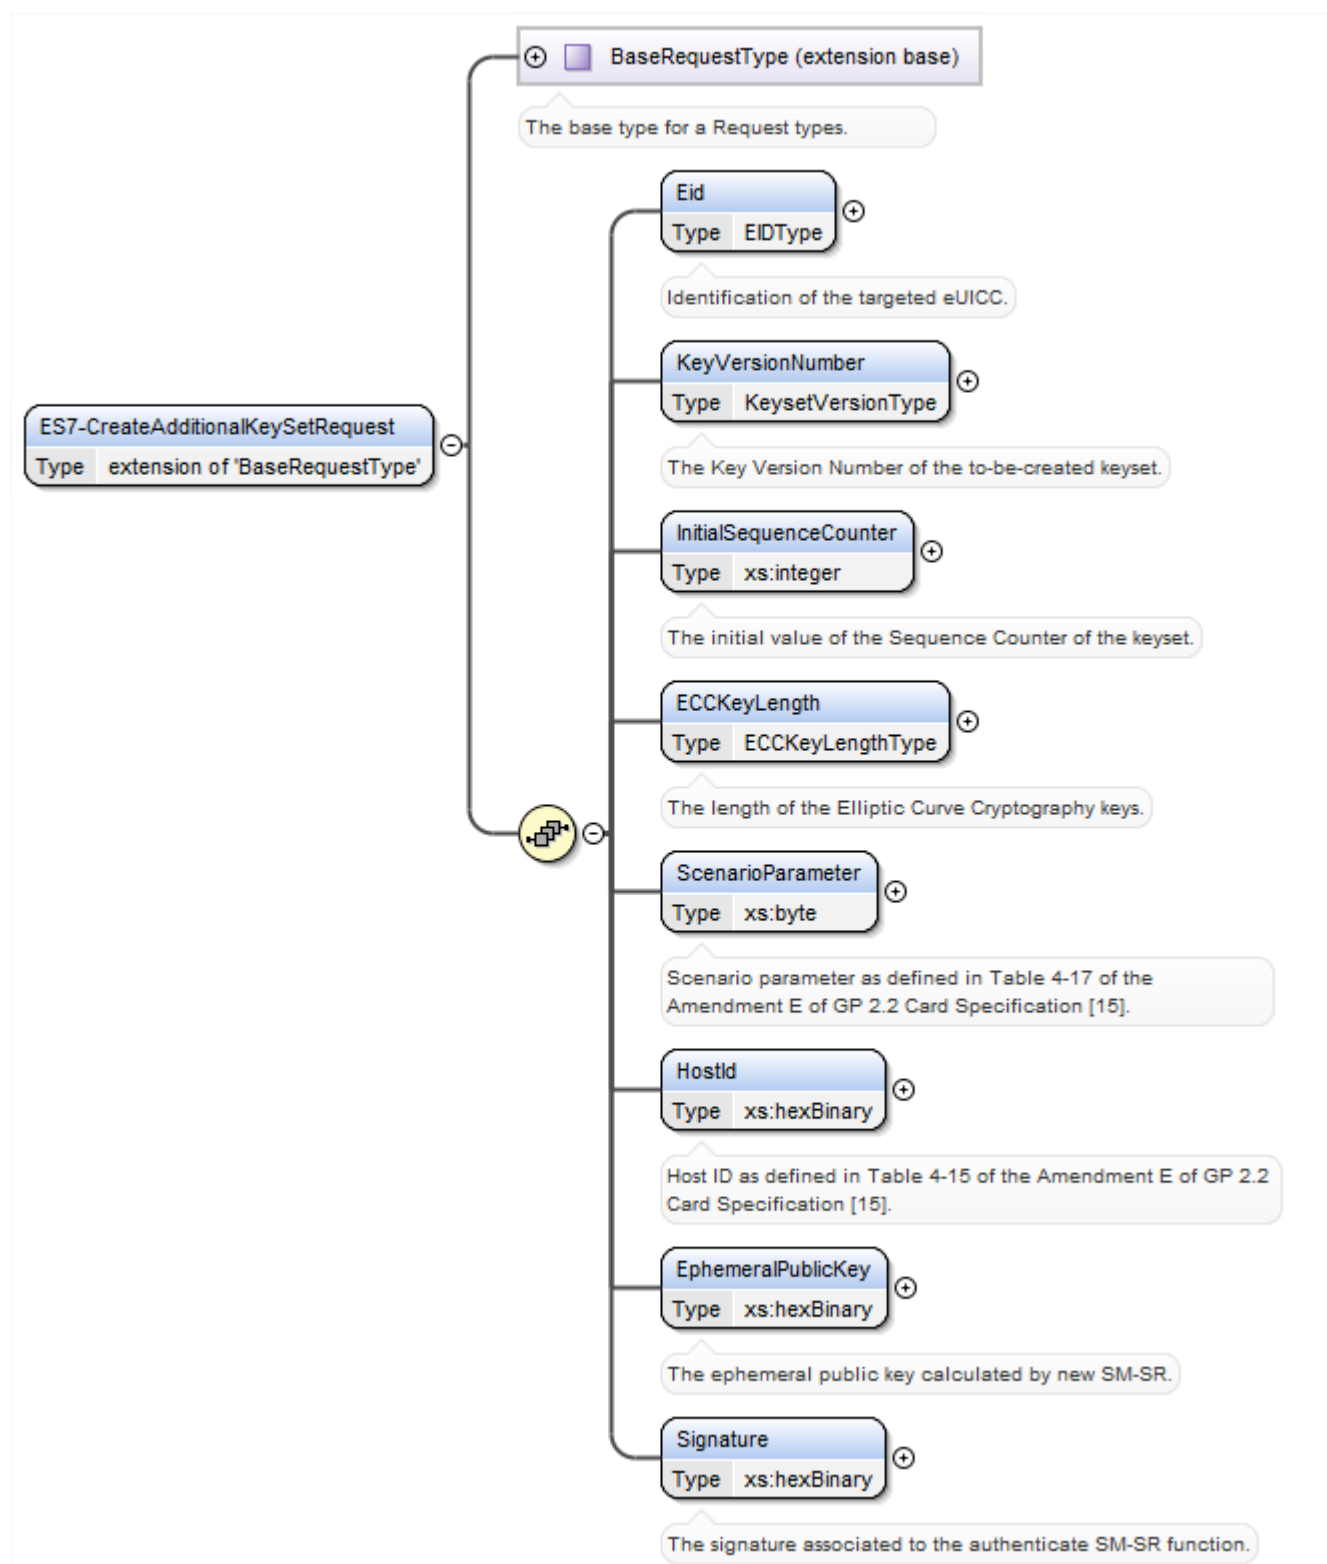 BaseRequestType (extension base)
The base type for a Request types.
Eid
Type EIDType
Identification of the targeted eUICC.
KeyVersionNumber
Type KeysetVersionType
The Key Version Number of the to-be-created keyset.
ES7-CreateAdditionalKeySetRequest
Type extension of 'BaseRequestType'
InitialSequenceCounter
Type xs:integer
The initial value of the Sequence Counter of the keyset.
ECCKeyLength
Type ECCKeyLengthType
The length of the Elliptic Curve Cryptography keys.
ScenarioParameter
Type xs:byte
Scenario parameter as defined in Table 4-17 of the
Amendment E of GP 2.2 Card Specification [15].
HostId
Type xs:hexBinary
Host ID as defined in Table 4-15 of the Amendment E of GP 2.2
Card Specification [15].
EphemeralPublicKey
Type xs:hexBinary
The ephemeral public key calculated by new SM-SR.
Signature
Type xs:hexBinary
The signature associated to the authenticate SM-SR function.